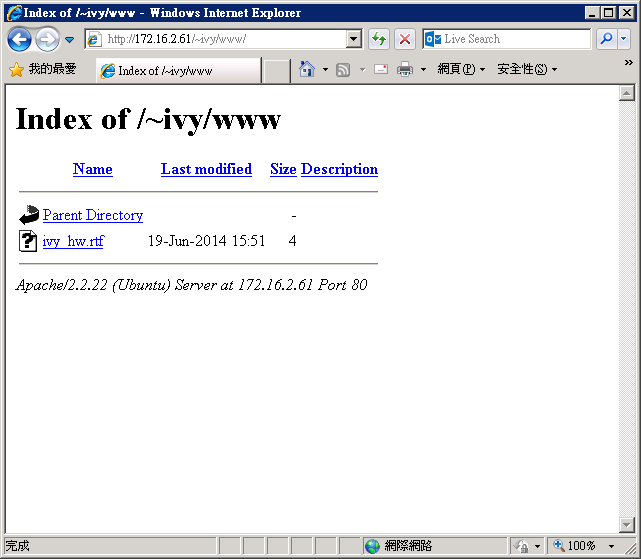 Index of /~ivy/www - Windows Internet Explorer
http://172.16.2.61/~ivy/www/
Live Search
我的最愛
Index of /~ivy/www
網頁(P)
安全性(S)
»
Index of /~ivy/www
Name Last modified Size Description
Parent Directory -
ivy_hw.rtf 19-Jun-2014 15:51 4
Apache/2.2.22 (Ubuntu) Server at 172.16.2.61 Port 80
完成 網際網路 100%